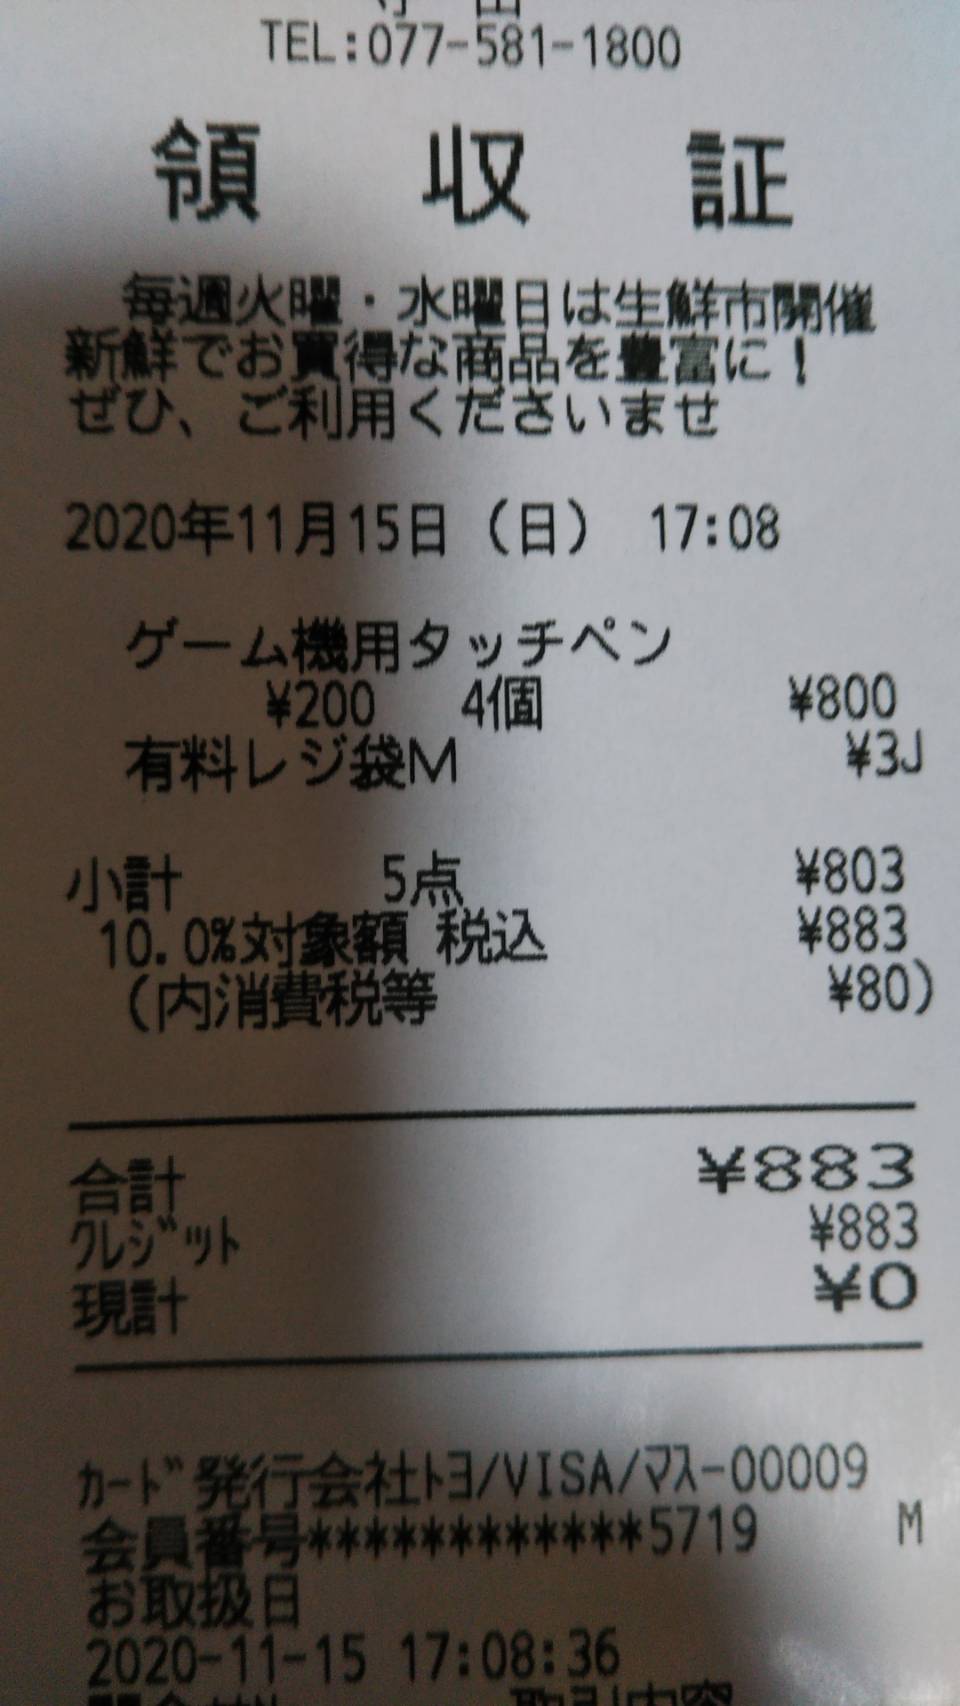 TEL:077-581-1800
領収証
毎週火曜・水曜日は生鮮市開催
新鮮でお買得な商品を豊富に！
ぜひ、ご利用くださいませ
2020年11月15日（日） 17:08
ゲーム機用タッチペン
¥200 4個 ¥800
有料レジ袋M ¥3J
小計 5点 ¥803
10.0%対象額 税込 ¥883
(内消費税等 ¥80)
合計 ¥883
ｸﾚｼﾞｯﾄ ¥883
現計 ¥0
ｶｰﾄﾞ発行会社ﾄﾖ/VISA/ﾏｽ-00009
会員番号************5719 M
お取扱日
2020-11-15 17:08:36
取引内容